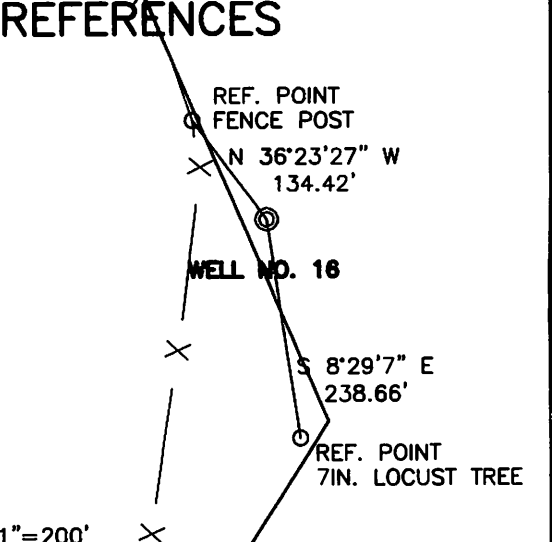 REFERENCES
REF. POINT
FENCE POST
N 36°23'27" W
134.42'
WELL NO. 16
S 8°29'7" E
238.66'
REF. POINT
7IN. LOCUST TREE
1"=200'